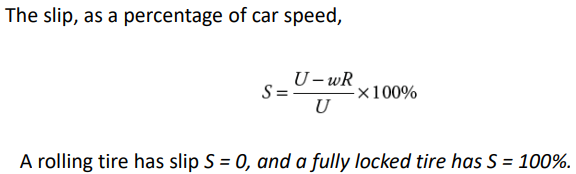 The slip, as a percentage of car speed,
S = (U – wR) / U ×100%
A rolling tire has slip S = 0, and a fully locked tire has S = 100%.